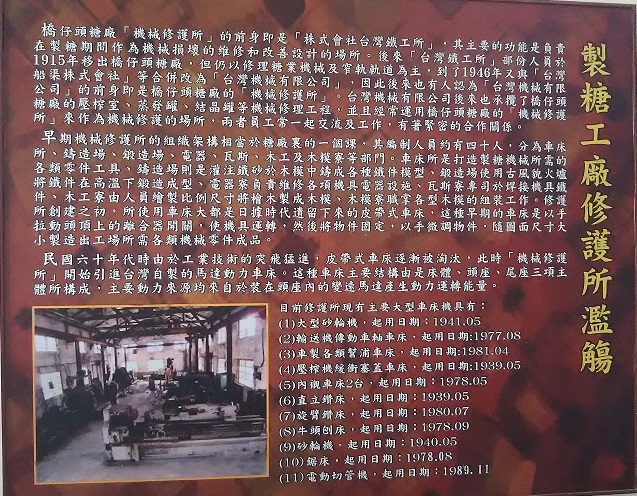 製糖工廠修護所濫觴
橋仔頭糖廠「機械修護所」的前身即是「株式會社台灣鐵工所」，其主要的功能是負責
在製糖期間作為機械損壞的維修和改善設計的場所。後來「台灣鐵工所」部份人員於
1915年移出橋仔頭糖廠，但仍以修理糖業機械及窄軌軌道為主，到了1946年又與「台灣
船渠株式會社」等合併改為「台灣機械有限公司」，因此後來也有人認為「台灣機械有限
公司」的前身即是橋仔頭糖廠的「機械修護所」。台灣機械有限公司後來也承攬了橋仔頭
糖廠的壓榨室、蒸發罐、結晶罐等機械修理工程，並且經常運用橋仔頭糖廠的「機械修護
所」來作為機械修護的場所，兩者員工常一起交流及工作，有著緊密的合作關係。
早期機械修護所的組織架構相當於糖廠裏的一個課，其編制人員約有四十人，分為車床
所、鑄造場、鍛造場、電器、瓦斯、木工及木模寮等部門。車床所是打造製糖機械所需的
各類零件工具、鑄造場則是灌注鐵砂於木模中鑄成各種鐵件模型、鍛造場使用古風貌火爐
將鐵件在高溫下鍛造成型、電器寮負責維修各項機具電器設施、瓦斯寮專司於焊接機具鐵
件、木工寮由人員繪製比例尺寸將檜木製成木模、木模寮職掌各型木模的組裝工作。修護
所創建之初，所使用車床大都是日據時代遺留下來的皮帶式車床，這種早期的車床是以手
拉動頭頂上的離合器開關，使機具運轉，然後將物件固定，以手微調物件，隨圖面尺寸大
小製造出工場所需各類機械零件成品。
民國六十年代時由於工業技術的突飛猛進，皮帶式車床逐漸被淘汰，此時「機械修護
所」開始引進台灣自製的馬達動力車床。這種車床主要結構由是床體、頭座、尾座三項主
體所構成，主要動力來源均來自於裝在頭座內的變速馬達產生動力運轉能量。
目前修護所現有主要大型車床機具有：
(1)大型砂輪機，起用日期：1941.05
(2)輸送機傳動車軸車床，起用日期:1977.08
(3)車製各類幫浦車床，起用日期:1981.04
(4)壓榨機緩衝塞蓋車床，起用日期:1939.05
(5)內襯車床2台，起用日期：1978.05
(6)直立鑽床，起用日期：1939.05
(7)旋臂鑽床，起用日期：1980.07
(8)牛頭刨床，起用日期：1978.09
(9)砂輪機、起用日期：1940.05
(10)鋸床，起用日期：1978.08
(11)電動切管機，起用日期：1989.11